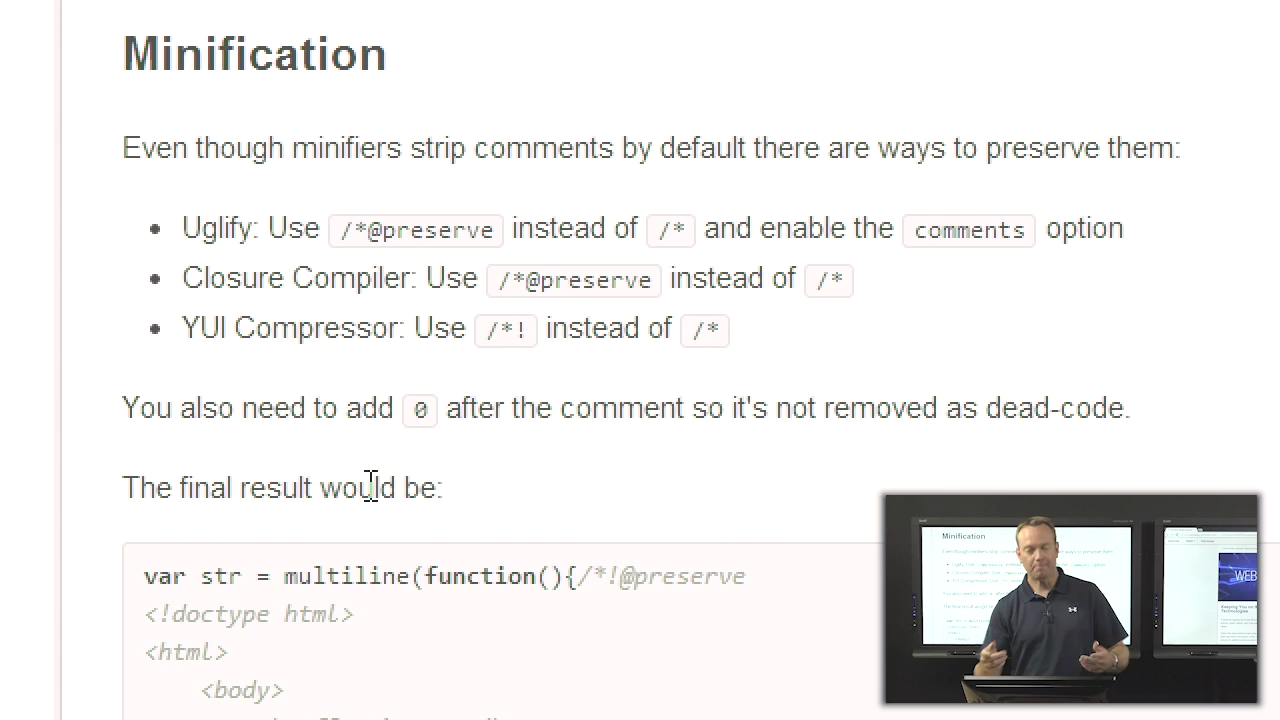 Minification
Even though minifiers strip comments by default there are ways to preserve them:
• Uglify: Use /*@preserve instead of /* and enable the comments option
• Closure Compiler: Use /*@preserve instead of /*
• YUI Compressor: Use /*! instead of /*
You also need to add 0 after the comment so it's not removed as dead-code.
The final result would be:
var str = multiline(function(){/*!@preserve
<!doctype html>
<html>
<body>
Minification
WEB